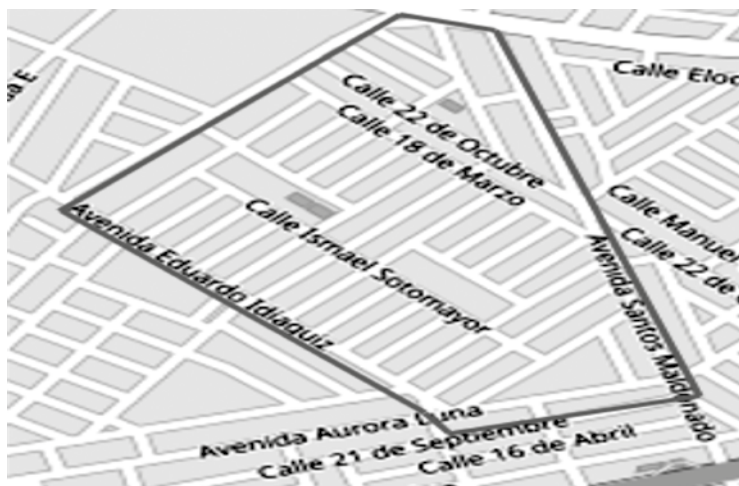 Calle Eloc
a E
Calle 22 de Octubre
Calle 18 de Marzo
Calle Manuel
Calle 22 de
Calle Ismael Sotomayor
Avenida Eduardo Idiaquiz
Avenida Santos Maldonado
Avenida Aurora Luna
Calle 21 de Septiembre
Calle 16 de Abril